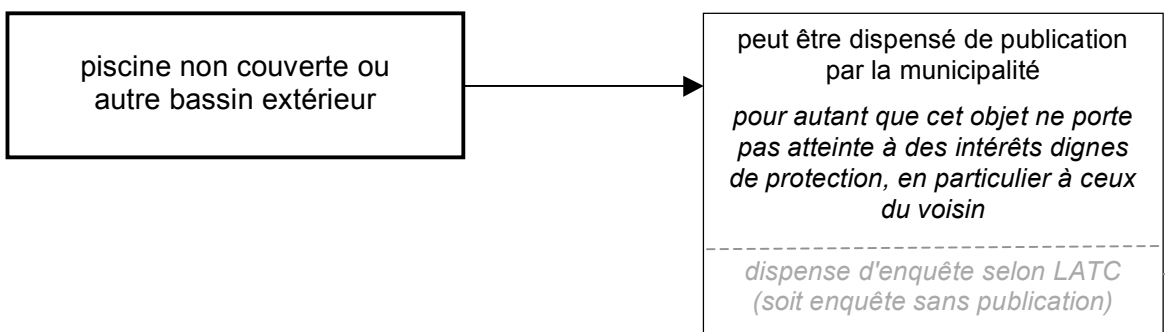 piscine non couverte ou
autre bassin extérieur
peut être dispensé de publication
par la municipalité
pour autant que cet objet ne porte
pas atteinte à des intérêts dignes
de protection, en particulier à ceux
du voisin
dispense d'enquête selon LATC
(soit enquête sans publication)